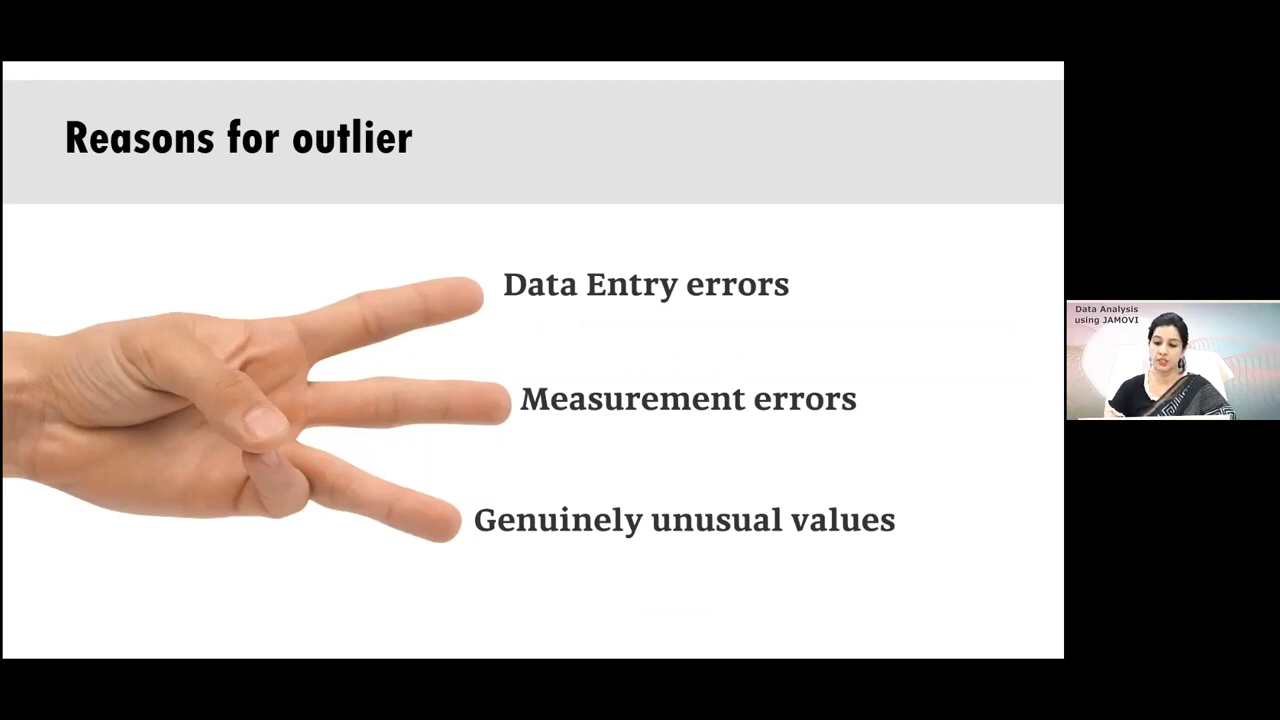 Reasons for outlier
Data Entry errors
Measurement errors
Genuinely unusual values
Data Analysis
using JAMOVI